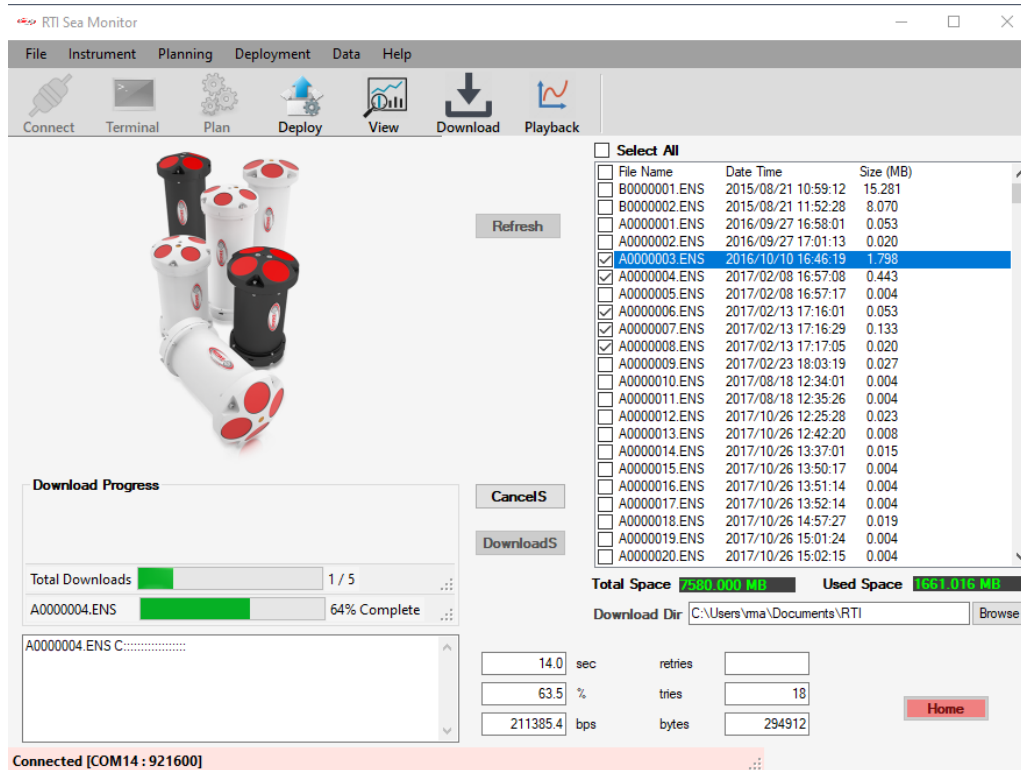 RTI Sea Monitor
File Instrument Planning Deployment Data Help
Connect Terminal Plan Deploy View Download Playback
Select All
File Name Date Time Size (MB)
B0000001.ENS 2015/08/21 10:59:12 15.281
B0000002.ENS 2015/08/21 11:52:28 8.070
A0000001.ENS 2016/09/27 16:58:01 0.053
A0000002.ENS 2016/09/27 17:01:13 0.020
A0000003.ENS 2016/10/10 16:46:19 1.798
A0000004.ENS 2017/02/08 16:57:08 0.443
A0000005.ENS 2017/02/08 16:57:17 0.004
A0000006.ENS 2017/02/13 17:16:01 0.053
A0000007.ENS 2017/02/13 17:16:29 0.133
A0000008.ENS 2017/02/13 17:17:05 0.020
A0000009.ENS 2017/02/23 18:03:19 0.027
A0000010.ENS 2017/08/18 12:34:01 0.004
A0000011.ENS 2017/08/18 12:35:26 0.004
A0000012.ENS 2017/10/26 12:25:28 0.023
A0000013.ENS 2017/10/26 12:42:20 0.008
A0000014.ENS 2017/10/26 13:37:01 0.015
A0000015.ENS 2017/10/26 13:50:17 0.004
A0000016.ENS 2017/10/26 13:51:14 0.004
A0000017.ENS 2017/10/26 13:52:14 0.004
A0000018.ENS 2017/10/26 14:57:27 0.019
A0000019.ENS 2017/10/26 15:01:24 0.004
A0000020.ENS 2017/10/26 15:02:15 0.004
Refresh
Download Progress
CancelS
DownloadS
Total Downloads 1 / 5
A0000004.ENS 64% Complete
Total Space 7580.000 MB Used Space 1661.016 MB
Download Dir C:\Users\rma\Documents\RTI Browse
A0000004.ENS C::::::::::::::::::
14.0 sec retries
63.5 % tries 18
211385.4 bps bytes 294912
Home
Connected [COM14 : 921600]